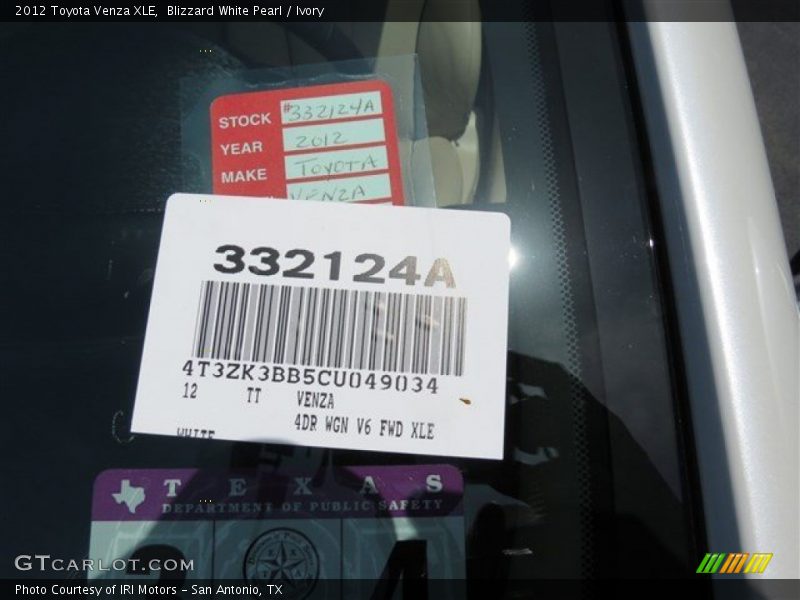 2012 Toyota Venza XLE,  Blizzard White Pearl / Ivory
STOCK #332124A
YEAR 2012
MAKE TOYOTA
VENZA
332124A
4T3ZK3BB5CU049034
12 TT VENZA
4DR WGN V6 FWD XLE
WHITE
TEXAS
DEPARTMENT OF PUBLIC SAFETY
GTCARLOT.COM
Photo Courtesy of IRI Motors - San Antonio, TX